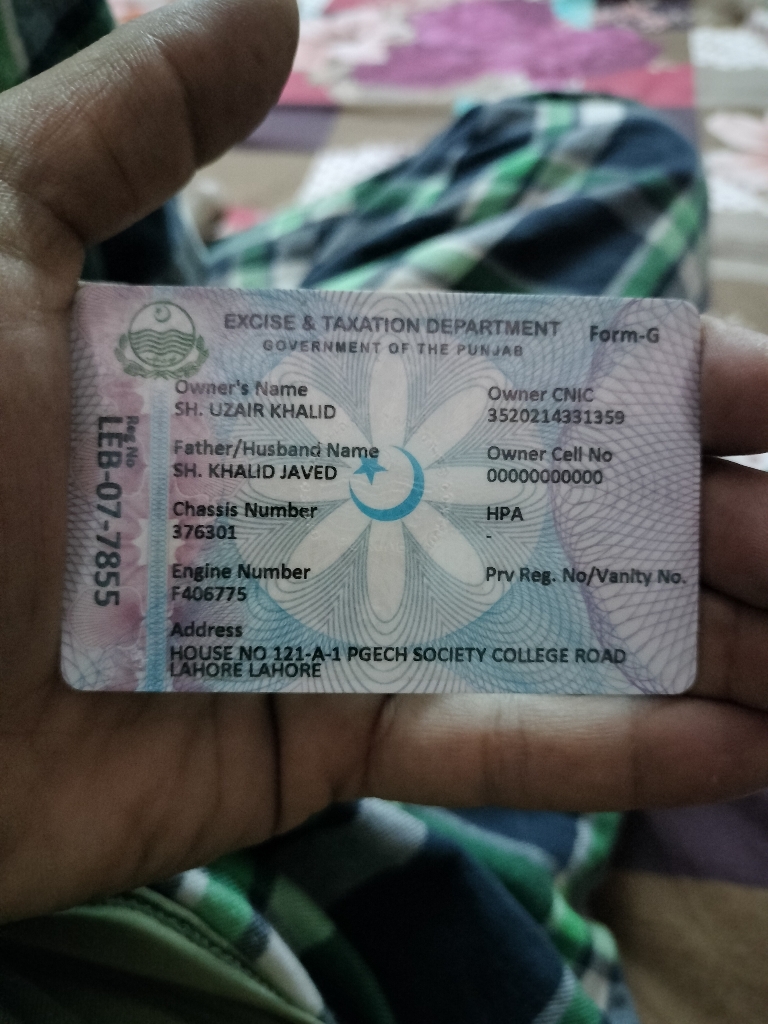 EXCISE & TAXATION DEPARTMENT
GOVERNMENT OF THE PUNJAB
Form-G
Reg No
LEB-07-7855
Owner's Name
SH. UZAIR KHALID
Owner CNIC
3520214331359
Father/Husband Name
SH. KHALID JAVED
Owner Cell No
00000000000
Chassis Number
376301
HPA
-
Engine Number
F406775
Prv Reg. No/Vanity No.
Address
HOUSE NO 121-A-1 PGECH SOCIETY COLLEGE ROAD
LAHORE LAHORE